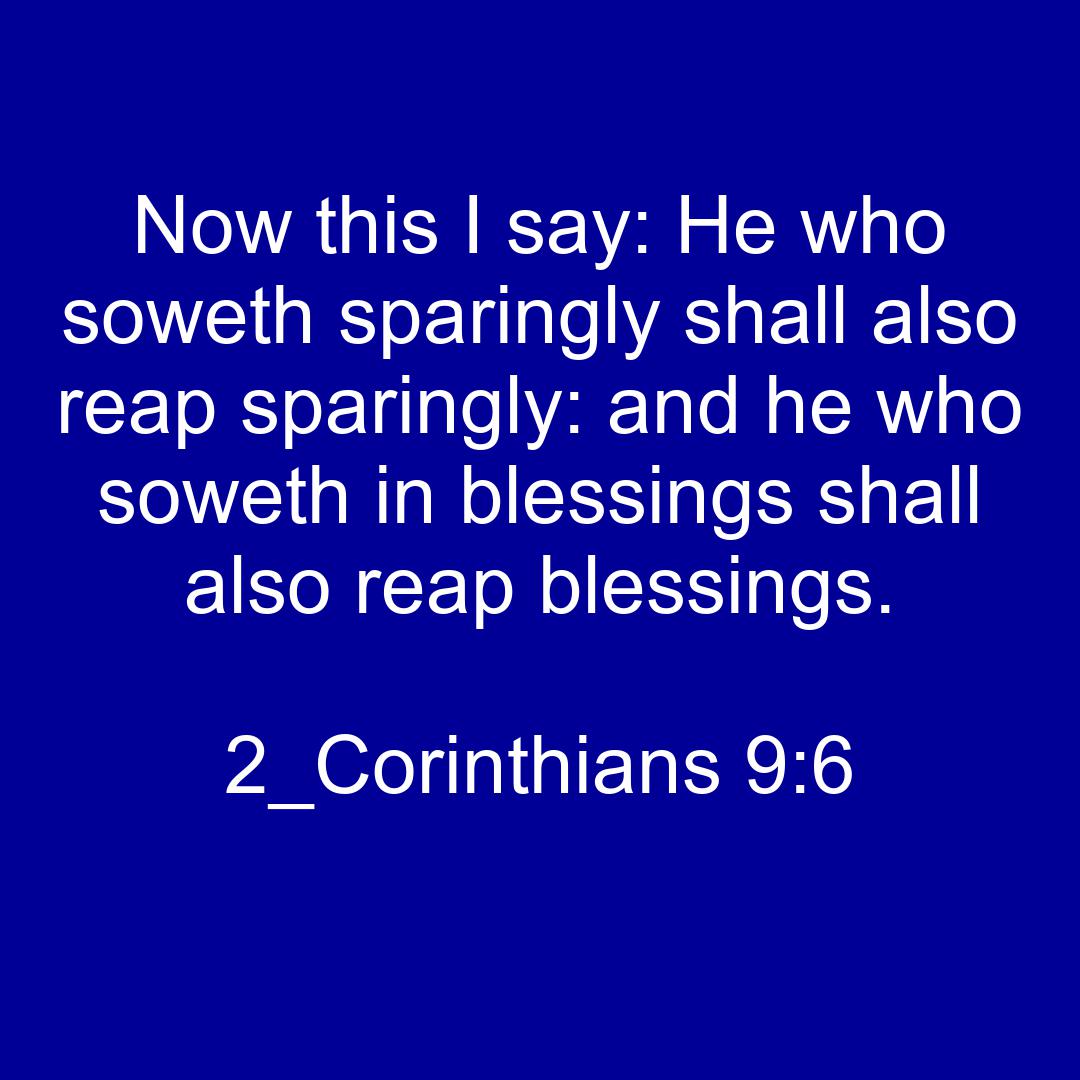 Now this I say: He who
soweth sparingly shall also
reap sparingly: and he who
soweth in blessings shall
also reap blessings.
2_Corinthians 9:6